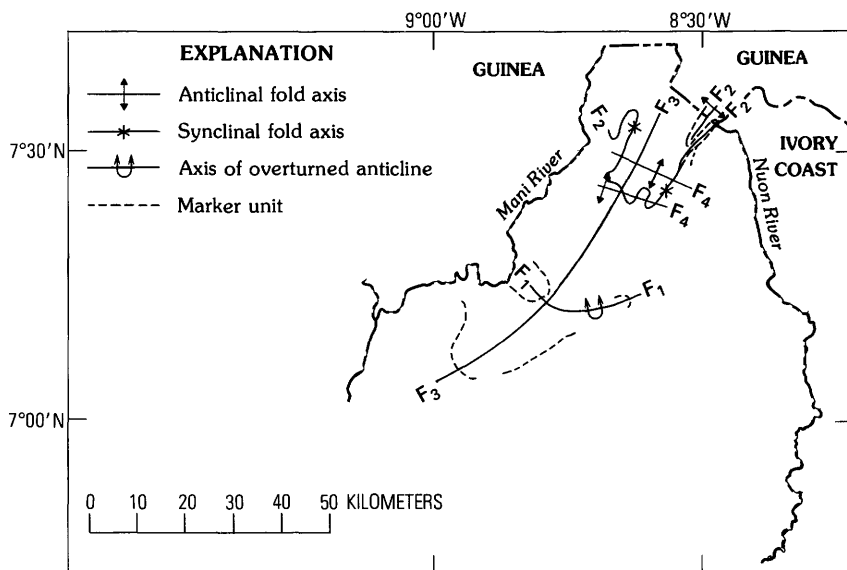 9°00'W
8°30'W
EXPLANATION
Anticlinal fold axis
Synclinal fold axis
Axis of overturned anticline
Marker unit
GUINEA
GUINEA
IVORY
COAST
7°30'N
7°00'N
Mani River
Nuon River
F2
F3
F2
F2
F4
F4
F1
F1
F3
0 10 20 30 40 50 KILOMETERS